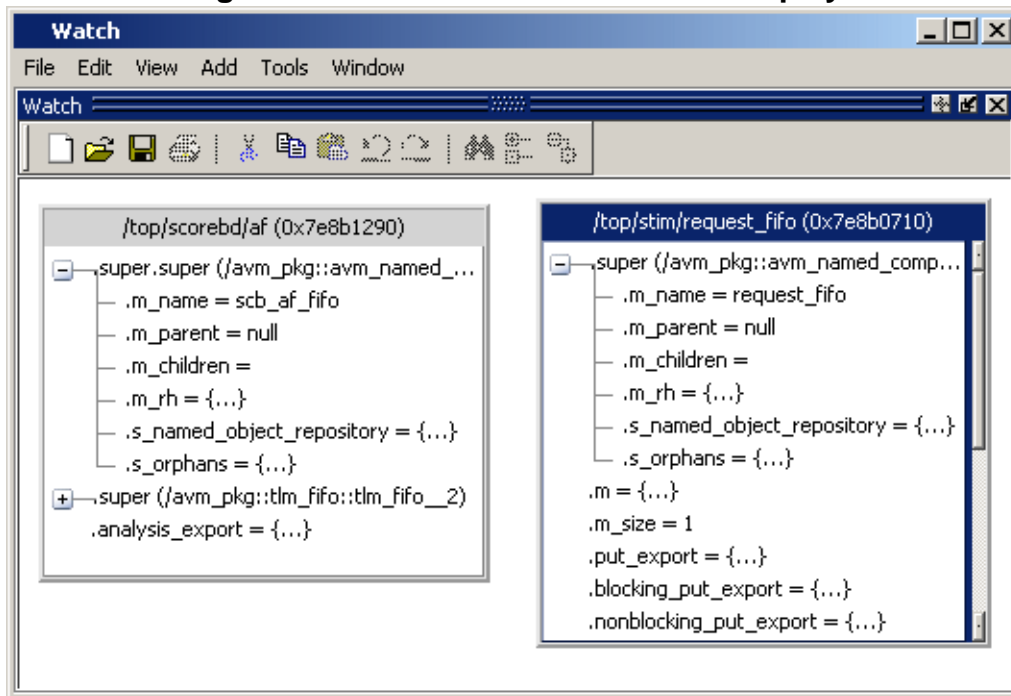 Watch
File Edit View Add Tools Window
Watch
/top/scorebd/af (0x7e8b1290)
.super.super (/avm_pkg::avm_named_...
.m_name = scb_af_fifo
.m_parent = null
.m_children =
.m_rh = {...}
.s_named_object_repository = {...}
.s_orphans = {...}
.super (/avm_pkg::tlm_fifo::tlm_fifo__2)
.analysis_export = {...}
/top/stim/request_fifo (0x7e8b0710)
.super (/avm_pkg::avm_named_comp...
.m_name = request_fifo
.m_parent = null
.m_children =
.m_rh = {...}
.s_named_object_repository = {...}
.s_orphans = {...}
.m = {...}
.m_size = 1
.put_export = {...}
.blocking_put_export = {...}
.nonblocking_put_export = {...}